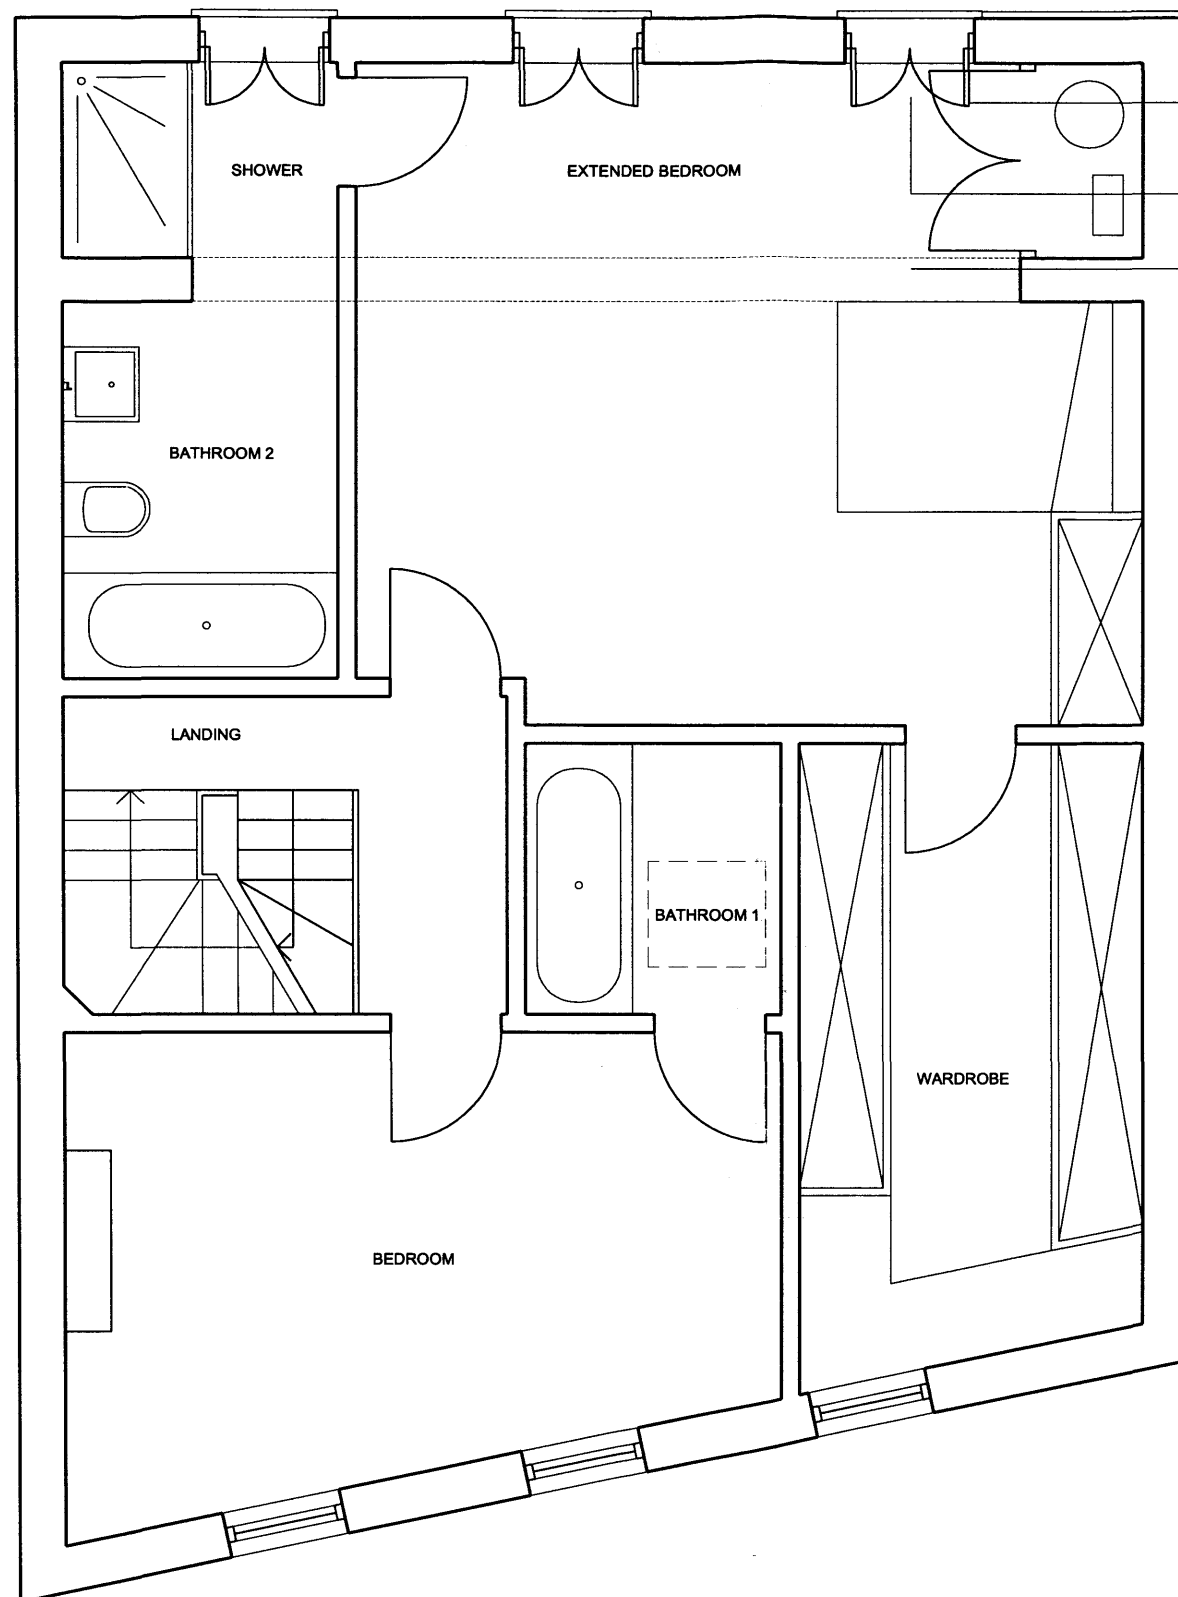 SHOWER
EXTENDED BEDROOM
BATHROOM 2
LANDING
BATHROOM 1
WARDROBE
BEDROOM